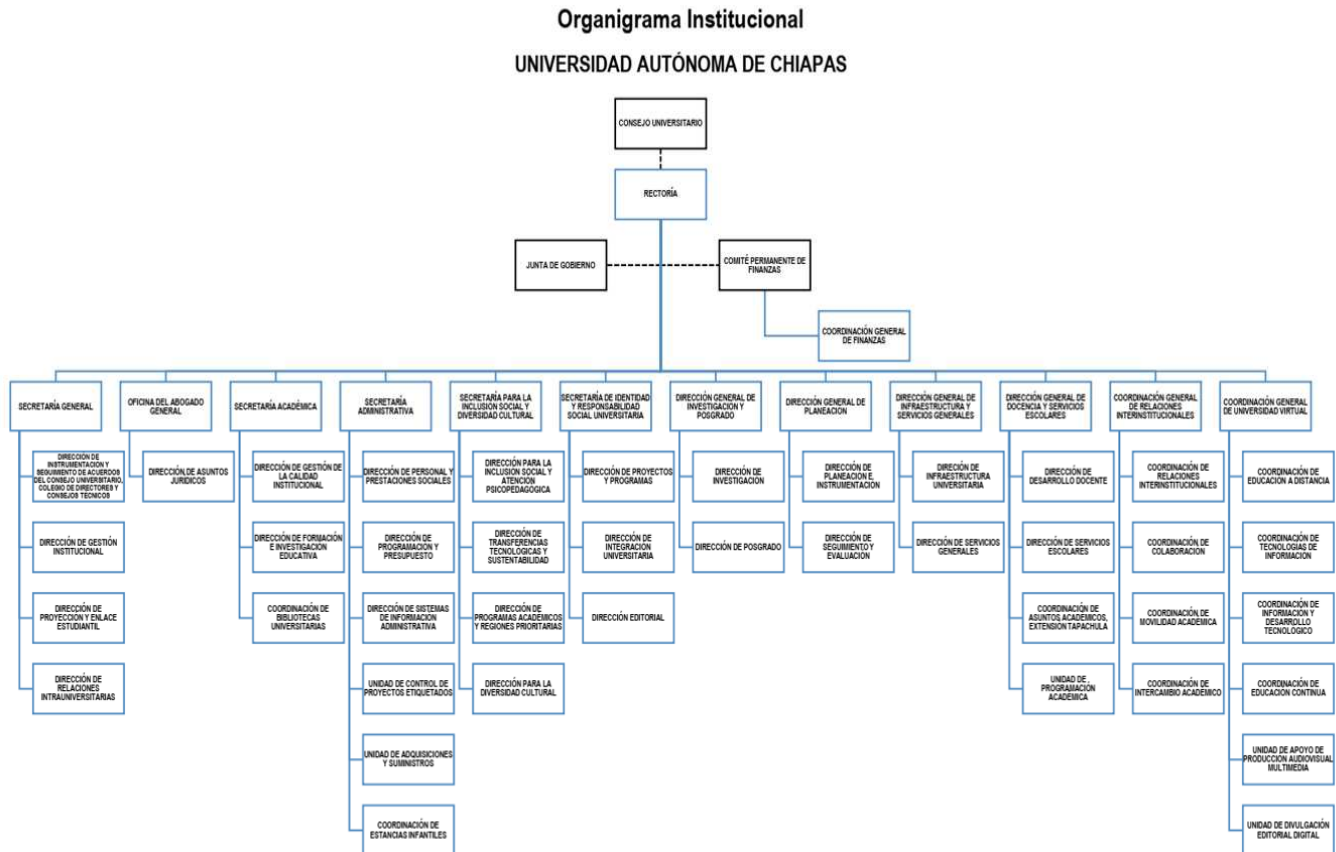 Organigrama Institucional
UNIVERSIDAD AUTÓNOMA DE CHIAPAS
CONSEJO UNIVERSITARIO
RECTORÍA
JUNTA DE GOBIERNO
COMITÉ PERMANENTE DE
FINANZAS
COORDINACIÓN GENERAL
DE FINANZAS
SECRETARÍA GENERAL
OFICINA DEL ABOGADO
GENERAL
SECRETARÍA ACADÉMICA
SECRETARÍA
ADMINISTRATIVA
SECRETARÍA PARA LA
INCLUSIÓN SOCIAL Y
DIVERSIDAD CULTURAL
SECRETARÍA DE IDENTIDAD
Y RESPONSABILIDAD
SOCIAL UNIVERSITARIA
DIRECCIÓN GENERAL DE
INVESTIGACIÓN Y
POSGRADO
DIRECCIÓN GENERAL DE
PLANEACIÓN
DIRECCIÓN GENERAL DE
INFRAESTRUCTURA Y
SERVICIOS GENERALES
DIRECCIÓN GENERAL DE
DOCENCIA Y SERVICIOS
ESCOLARES
COORDINACIÓN GENERAL
DE RELACIONES
INTERINSTITUCIONALES
COORDINACIÓN GENERAL
DE UNIVERSIDAD VIRTUAL
DIRECCIÓN DE
INSTRUMENTACIÓN Y
SEGUIMIENTO DE ACUERDOS
DEL CONSEJO UNIVERSITARIO,
COLEGIO DE DIRECTORES Y
CONSEJOS TÉCNICOS
DIRECCIÓN DE GESTIÓN
INSTITUCIONAL
DIRECCIÓN DE
PROYECCIÓN Y ENLACE
ESTUDIANTIL
DIRECCIÓN DE
RELACIONES
INTRAUNIVERSITARIAS
DIRECCIÓN DE ASUNTOS
JURÍDICOS
DIRECCIÓN DE GESTIÓN DE
LA CALIDAD
INSTITUCIONAL
DIRECCIÓN DE FORMACIÓN
E INVESTIGACIÓN
EDUCATIVA
COORDINACIÓN DE
BIBLIOTECAS
UNIVERSITARIAS
DIRECCIÓN DE PERSONAL Y
PRESTACIONES SOCIALES
DIRECCIÓN DE
PROGRAMACIÓN Y
PRESUPUESTO
DIRECCIÓN DE SISTEMAS
DE INFORMACIÓN
ADMINISTRATIVA
UNIDAD DE CONTROL DE
PROYECTOS ETIQUETADOS
UNIDAD DE ADQUISICIONES
Y SUMINISTROS
COORDINACIÓN DE
ESTANCIAS INFANTILES
DIRECCIÓN PARA LA
INCLUSIÓN SOCIAL Y
ATENCIÓN
PSICOPEDAGÓGICA
DIRECCIÓN DE
TRANSFERENCIAS
TECNOLÓGICAS Y
SUSTENTABILIDAD
DIRECCIÓN DE
PROGRAMAS ACADÉMICOS
Y REGIONES PRIORITARIAS
DIRECCIÓN PARA LA
DIVERSIDAD CULTURAL
DIRECCIÓN DE PROYECTOS
Y PROGRAMAS
DIRECCIÓN DE
INTEGRACIÓN
UNIVERSITARIA
DIRECCIÓN EDITORIAL
DIRECCIÓN DE
INVESTIGACIÓN
DIRECCIÓN DE POSGRADO
DIRECCIÓN DE
PLANEACIÓN E
INSTRUMENTACIÓN
DIRECCIÓN DE
SEGUIMIENTO Y
EVALUACIÓN
DIRECIÓN DE
INFRAESTRUCTURA
UNIVERSITARIA
DIRECCIÓN DE SERVICIOS
GENERALES
DIRECCIÓN DE
DESARROLLO DOCENTE
DIRECCIÓN DE SERVICIOS
ESCOLARES
COORDINACIÓN DE
ASUNTOS ACADÉMICOS,
EXTENSIÓN TAPACHULA
UNIDAD DE
PROGRAMACIÓN
ACADÉMICA
COORDINACIÓN DE
RELACIONES
INTERINSTITUCIONALES
COORDINACIÓN DE
COLABORACIÓN
COORDINACIÓN DE
MOVILIDAD ACADÉMICA
COORDINACIÓN DE
INTERCAMBIO ACADÉMICO
COORDINACIÓN DE
EDUCACIÓN A DISTANCIA
COORDINACIÓN DE
TECNOLOGÍAS DE
INFORMACIÓN
COORDINACIÓN DE
INFORMACIÓN Y
DESARROLLO
TECNOLÓGICO
COORDINACIÓN DE
EDUCACIÓN CONTINUA
UNIDAD DE APOYO DE
PRODUCCIÓN AUDIOVISUAL
MULTIMEDIA
UNIDAD DE DIVULGACIÓN
EDITORIAL DIGITAL